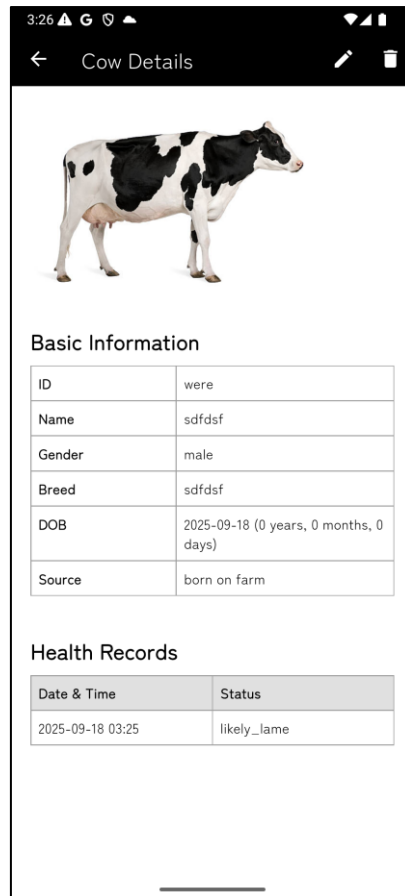 3:26 G
Cow Details
Basic Information
ID were
Name sdfdsf
Gender male
Breed sdfdsf
DOB 2025-09-18 (0 years, 0 months, 0
days)
Source born on farm
Health Records
Date & Time Status
2025-09-18 03:25 likely_lame